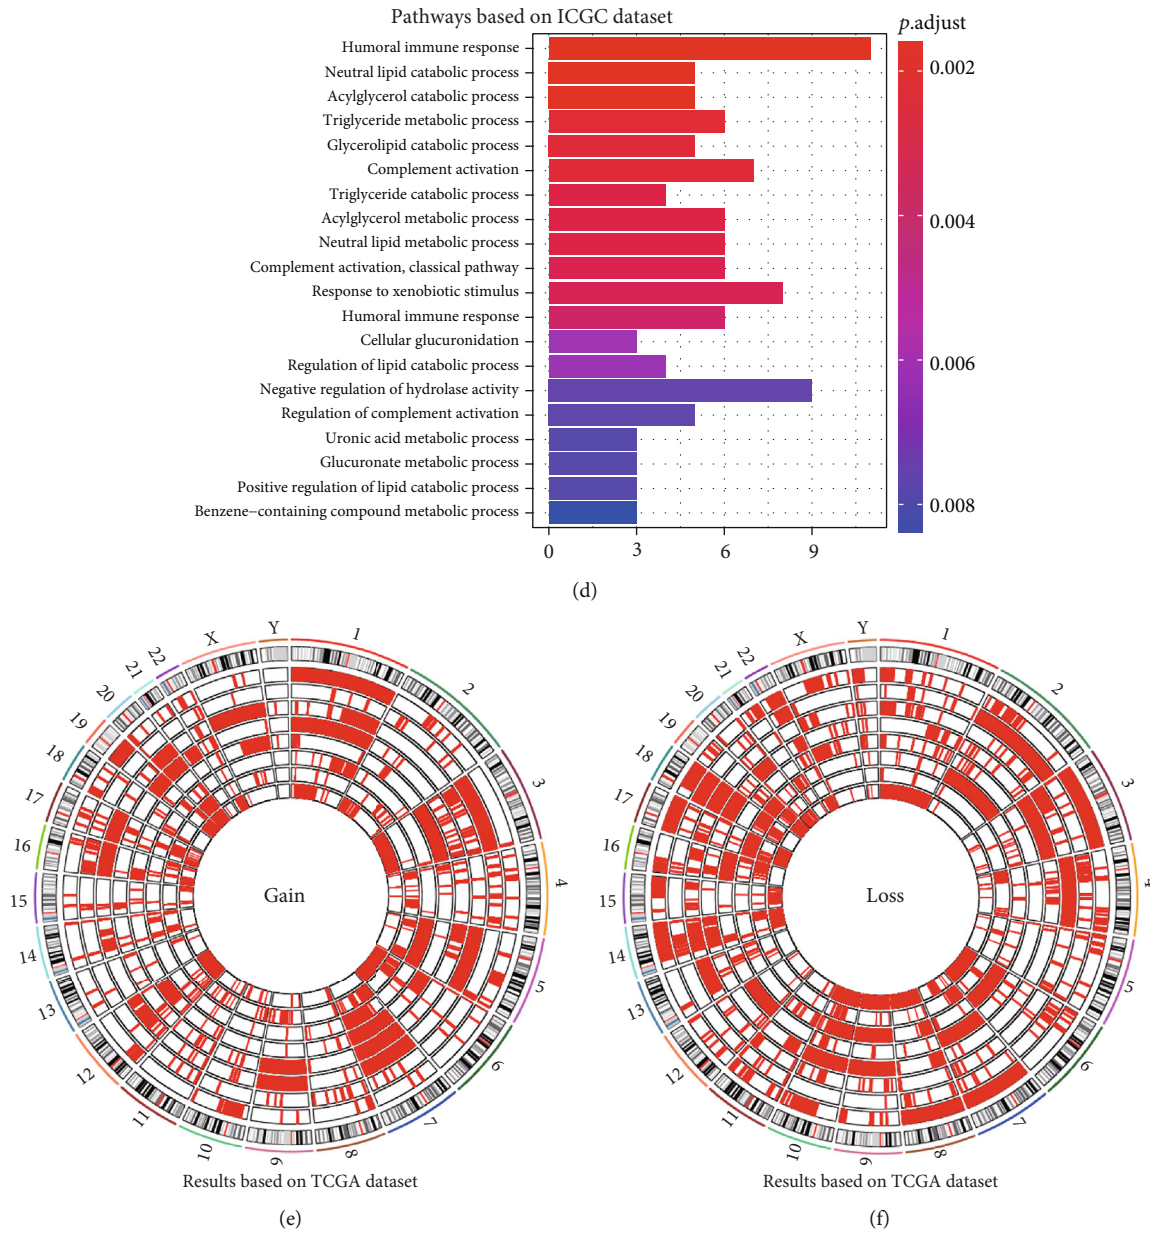 Pathways based on ICGC dataset
p.adjust
Humoral immune response
Neutral lipid catabolic process
Acylglycerol catabolic process
Triglyceride metabolic process
Glycerolipid catabolic process
Complement activation
Triglyceride catabolic process
Acylglycerol metabolic process
Neutral lipid metabolic process
Complement activation, classical pathway
Response to xenobiotic stimulus
Humoral immune response
Cellular glucuronidation
Regulation of lipid catabolic process
Negative regulation of hydrolase activity
Regulation of complement activation
Uronic acid metabolic process
Glucuronate metabolic process
Positive regulation of lipid catabolic process
Benzene−containing compound metabolic process
0 3 6 9
0.002
0.004
0.006
0.008
(d)
1
2
3
4
5
6
7
8
9
10
11
12
13
14
15
16
17
18
19
20
21
22
X
Y
Gain
Results based on TCGA dataset
(e)
1
2
3
4
5
6
7
8
9
10
11
12
13
14
15
16
17
18
19
20
21
22
X
Y
Loss
Results based on TCGA dataset
(f)